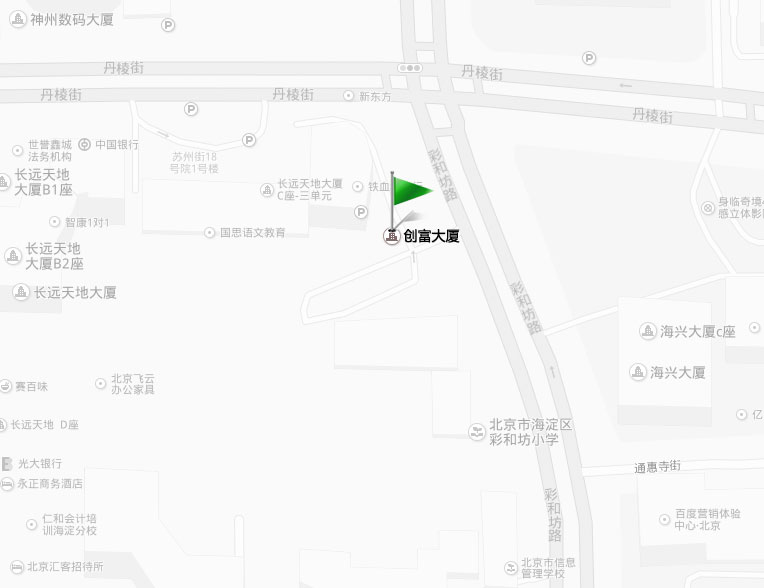 神州数码大厦
P
丹棱街
丹棱街
P
丹棱街
丹棱街
新东方
丹棱街
P
世誉鑫城
法务机构
中国银行
P
苏州街18
号院1号楼
彩和坊路
长远天地
大厦B1座
长远天地大厦
C座-三单元
铁血
P
智康1对1
国思语文教育
创富大厦
身临奇境
感立体影
长远天地
大厦B2座
长远天地大厦
彩和坊路
海兴大厦c座
海兴大厦
赛百味
北京飞云
办公家具
亿
长远天地 D座
北京市海淀区
彩和坊小学
光大银行
通惠寺街
永正商务酒店
彩和坊路
仁和会计培
训海淀分校
百度营销体验
中心·北京
北京汇客招待所
北京市信息
管理学校